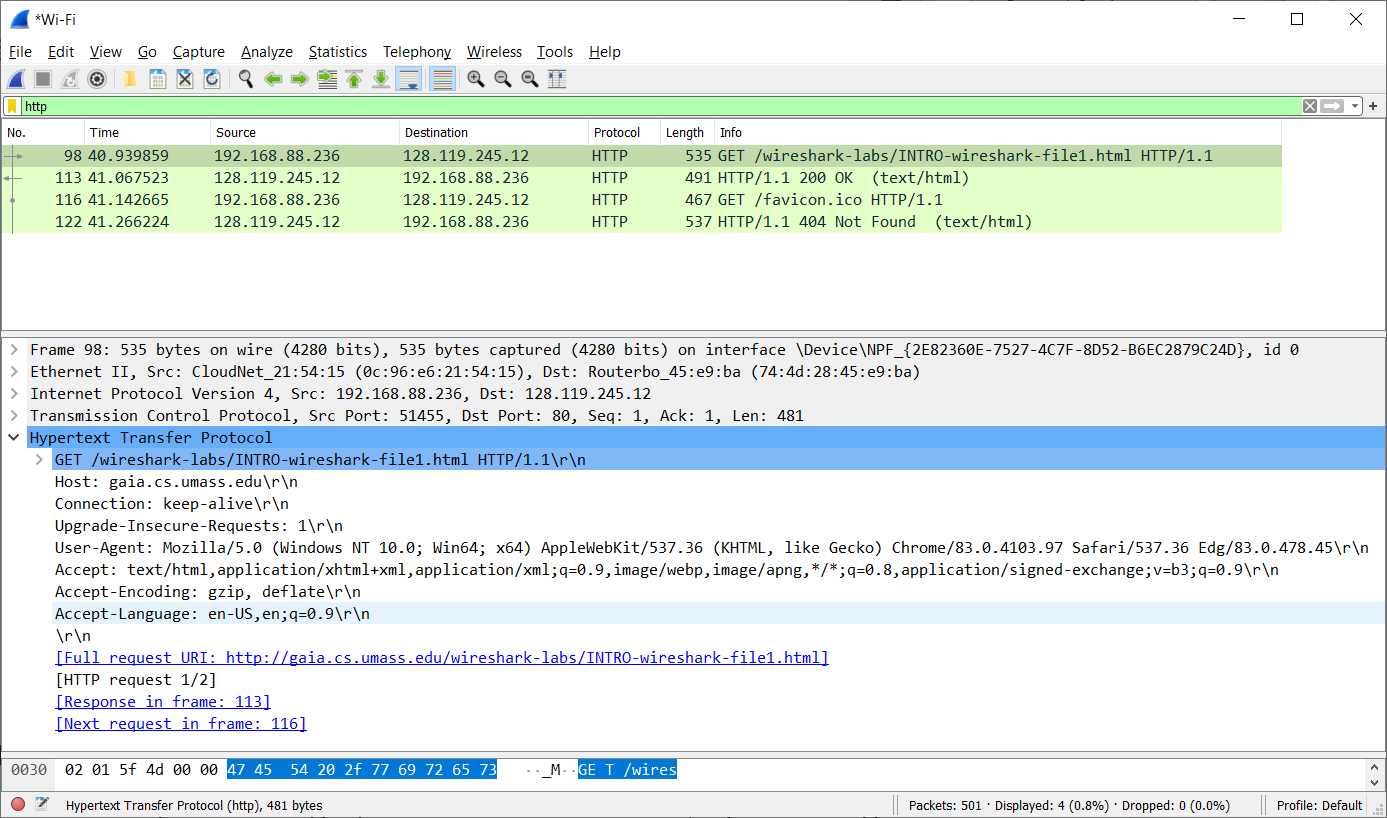 *Wi-Fi
File Edit View Go Capture Analyze Statistics Telephony Wireless Tools Help
http
No. Time Source Destination Protocol Length Info
98 40.939859 192.168.88.236 128.119.245.12 HTTP 535 GET /wireshark-labs/INTRO-wireshark-file1.html HTTP/1.1
113 41.067523 128.119.245.12 192.168.88.236 HTTP 491 HTTP/1.1 200 OK (text/html)
116 41.142665 192.168.88.236 128.119.245.12 HTTP 467 GET /favicon.ico HTTP/1.1
122 41.266224 128.119.245.12 192.168.88.236 HTTP 537 HTTP/1.1 404 Not Found (text/html)
Frame 98: 535 bytes on wire (4280 bits), 535 bytes captured (4280 bits) on interface \Device\NPF_{2E82360E-7527-4C7F-8D52-B6EC2879C24D}, id 0
Ethernet II, Src: CloudNet_21:54:15 (0c:96:e6:21:54:15), Dst: Routerbo_45:e9:ba (74:4d:28:45:e9:ba)
Internet Protocol Version 4, Src: 192.168.88.236, Dst: 128.119.245.12
Transmission Control Protocol, Src Port: 51455, Dst Port: 80, Seq: 1, Ack: 1, Len: 481
Hypertext Transfer Protocol
GET /wireshark-labs/INTRO-wireshark-file1.html HTTP/1.1\r\n
Host: gaia.cs.umass.edu\r\n
Connection: keep-alive\r\n
Upgrade-Insecure-Requests: 1\r\n
User-Agent: Mozilla/5.0 (Windows NT 10.0; Win64; x64) AppleWebKit/537.36 (KHTML, like Gecko) Chrome/83.0.4103.97 Safari/537.36 Edg/83.0.478.45\r\n
Accept: text/html,application/xhtml+xml,application/xml;q=0.9,image/webp,image/apng,*/*;q=0.8,application/signed-exchange;v=b3;q=0.9\r\n
Accept-Encoding: gzip, deflate\r\n
Accept-Language: en-US,en;q=0.9\r\n
\r\n
[Full request URI: http://gaia.cs.umass.edu/wireshark-labs/INTRO-wireshark-file1.html]
[HTTP request 1/2]
[Response in frame: 113]
[Next request in frame: 116]
0030 02 01 5f 4d 00 00 47 45 54 20 2f 77 69 72 65 73 ··_M··GE T /wires
Hypertext Transfer Protocol (http), 481 bytes Packets: 501 · Displayed: 4 (0.8%) · Dropped: 0 (0.0%) Profile: Default